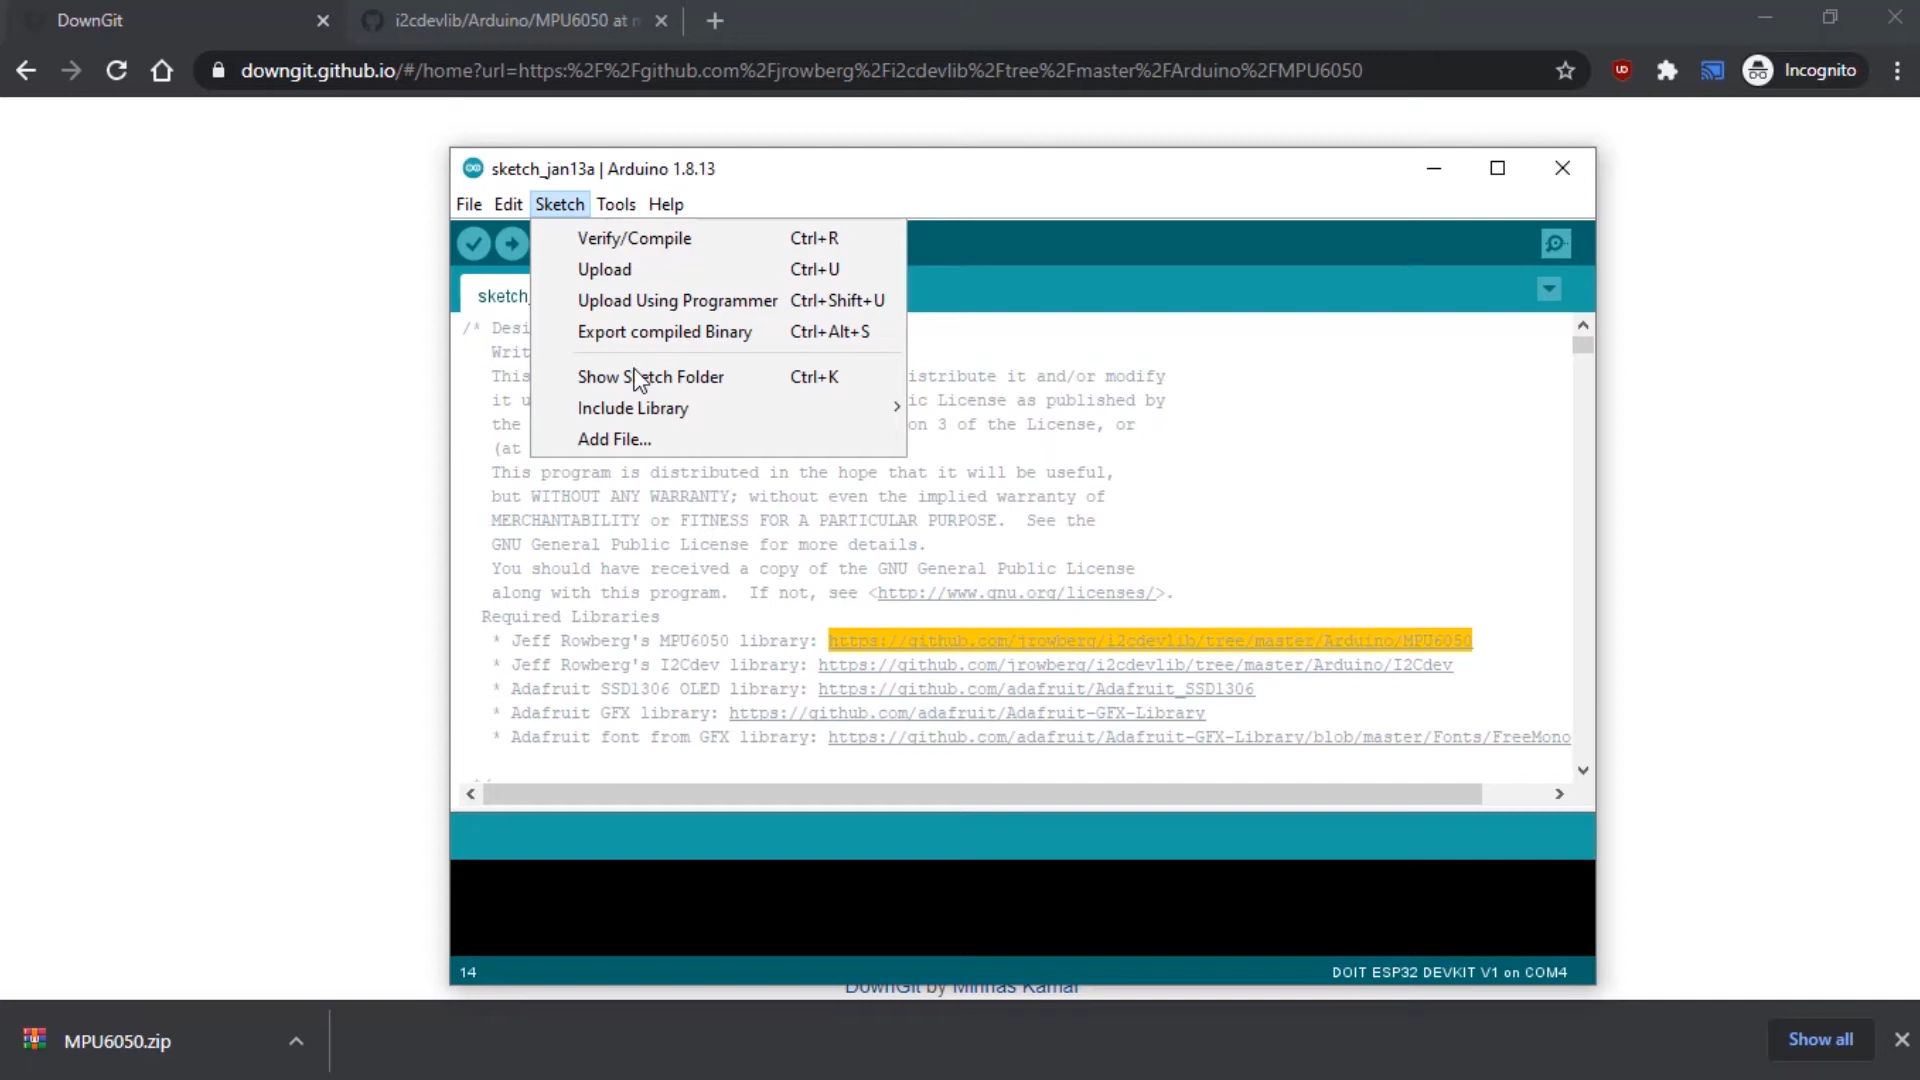 DownGit
i2cdevlib/Arduino/MPU6050 at
downgit.github.io/#/home?url=https:%2F%2Fgithub.com%2Fjrowberg%2Fi2cdevlib%2Ftree%2Fmaster%2FArduino%2FMPU6050
Incognito
sketch_jan13a | Arduino 1.8.13
File Edit Sketch Tools Help
Verify/Compile Ctrl+R
Upload Ctrl+U
Upload Using Programmer Ctrl+Shift+U
Export compiled Binary Ctrl+Alt+S
Show Sketch Folder Ctrl+K
Include Library
Add File...
sketch_
/* Desi
Writ
This istribute it and/or modify
it u ic License as published by
the on 3 of the License, or
(at
This program is distributed in the hope that it will be useful,
but WITHOUT ANY WARRANTY; without even the implied warranty of
MERCHANTABILITY or FITNESS FOR A PARTICULAR PURPOSE. See the
GNU General Public License for more details.
You should have received a copy of the GNU General Public License
along with this program. If not, see <http://www.gnu.org/licenses/>.
Required Libraries
* Jeff Rowberg's MPU6050 library: https://github.com/jrowberg/i2cdevlib/tree/master/Arduino/MPU6050
* Jeff Rowberg's I2Cdev library: https://github.com/jrowberg/i2cdevlib/tree/master/Arduino/I2Cdev
* Adafruit SSD1306 OLED library: https://github.com/adafruit/Adafruit_SSD1306
* Adafruit GFX library: https://github.com/adafruit/Adafruit-GFX-Library
* Adafruit font from GFX library: https://github.com/adafruit/Adafruit-GFX-Library/blob/master/Fonts/FreeMono
14
DOIT ESP32 DEVKIT V1 on COM4
DownGit by Minhas Kamal
MPU6050.zip
Show all